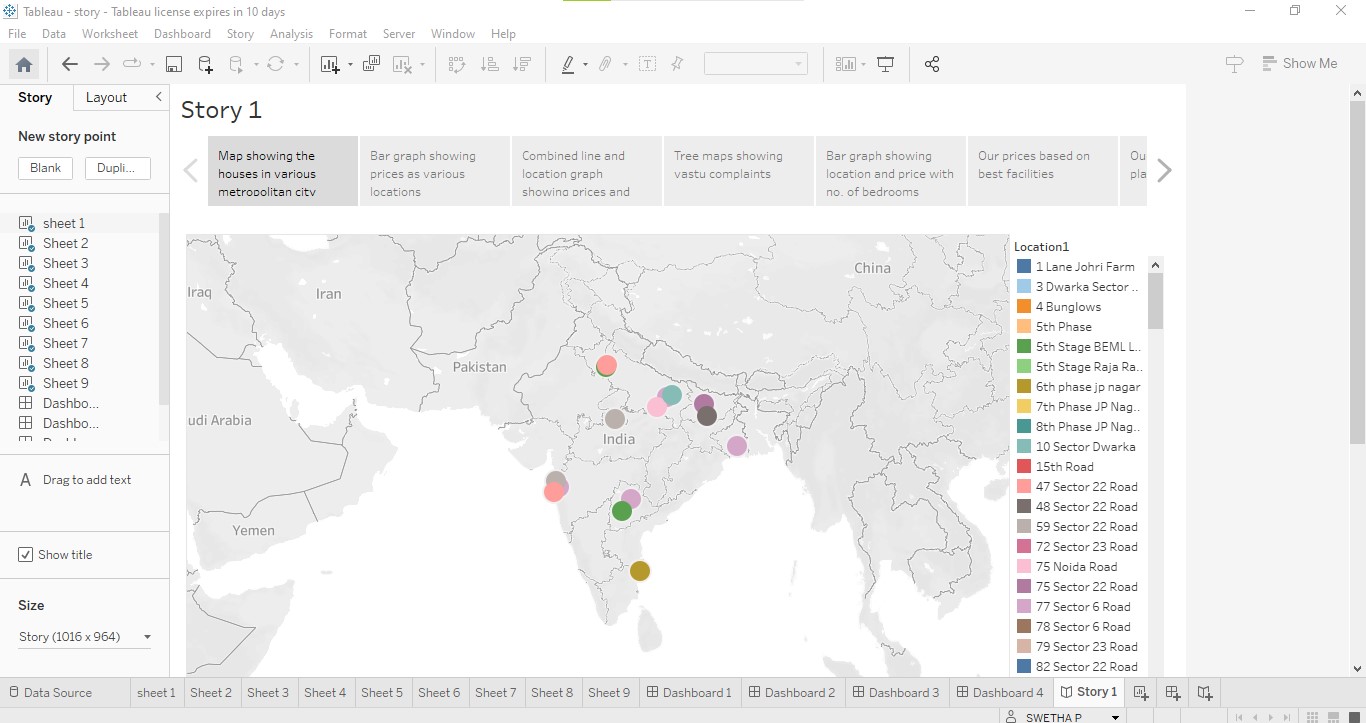 Tableau - story - Tableau license expires in 10 days
File Data Worksheet Dashboard Story Analysis Format Server Window Help
Show Me
Story Layout
New story point
Blank Dupli...
sheet 1
Sheet 2
Sheet 3
Sheet 4
Sheet 5
Sheet 6
Sheet 7
Sheet 8
Sheet 9
Dashbo...
Dashbo...
A Drag to add text
Show title
Size
Story (1016 x 964)
Story 1
Map showing the
houses in various
metropolitan city
Bar graph showing
prices as various
locations
Combined line and
location graph
showing prices and
Tree maps showing
vastu complaints
Bar graph showing
location and price with
no. of bedrooms
Our prices based on
best facilities
Ou
pla
China
Iraq
Iran
Pakistan
udi Arabia
India
Yemen
Location1
1 Lane Johri Farm
3 Dwarka Sector ..
4 Bunglows
5th Phase
5th Stage BEML L..
5th Stage Raja Ra..
6th phase jp nagar
7th Phase JP Nag..
8th Phase JP Nag..
10 Sector Dwarka
15th Road
47 Sector 22 Road
48 Sector 22 Road
59 Sector 22 Road
72 Sector 23 Road
75 Noida Road
75 Sector 22 Road
77 Sector 6 Road
78 Sector 6 Road
79 Sector 23 Road
82 Sector 22 Road
Data Source sheet 1 Sheet 2 Sheet 3 Sheet 4 Sheet 5 Sheet 6 Sheet 7 Sheet 8 Sheet 9 Dashboard 1 Dashboard 2 Dashboard 3 Dashboard 4 Story 1
SWETHA P